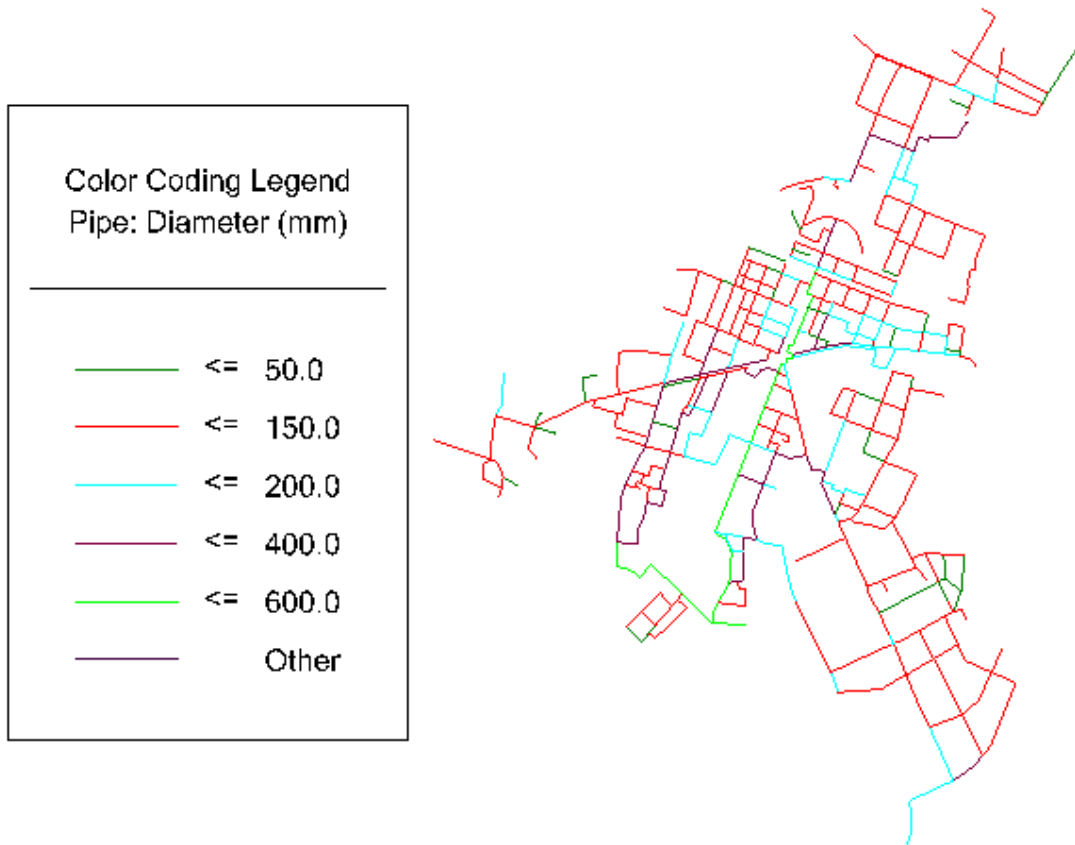 Color Coding Legend
Pipe: Diameter (mm)
<= 50.0
<= 150.0
<= 200.0
<= 400.0
<= 600.0
Other